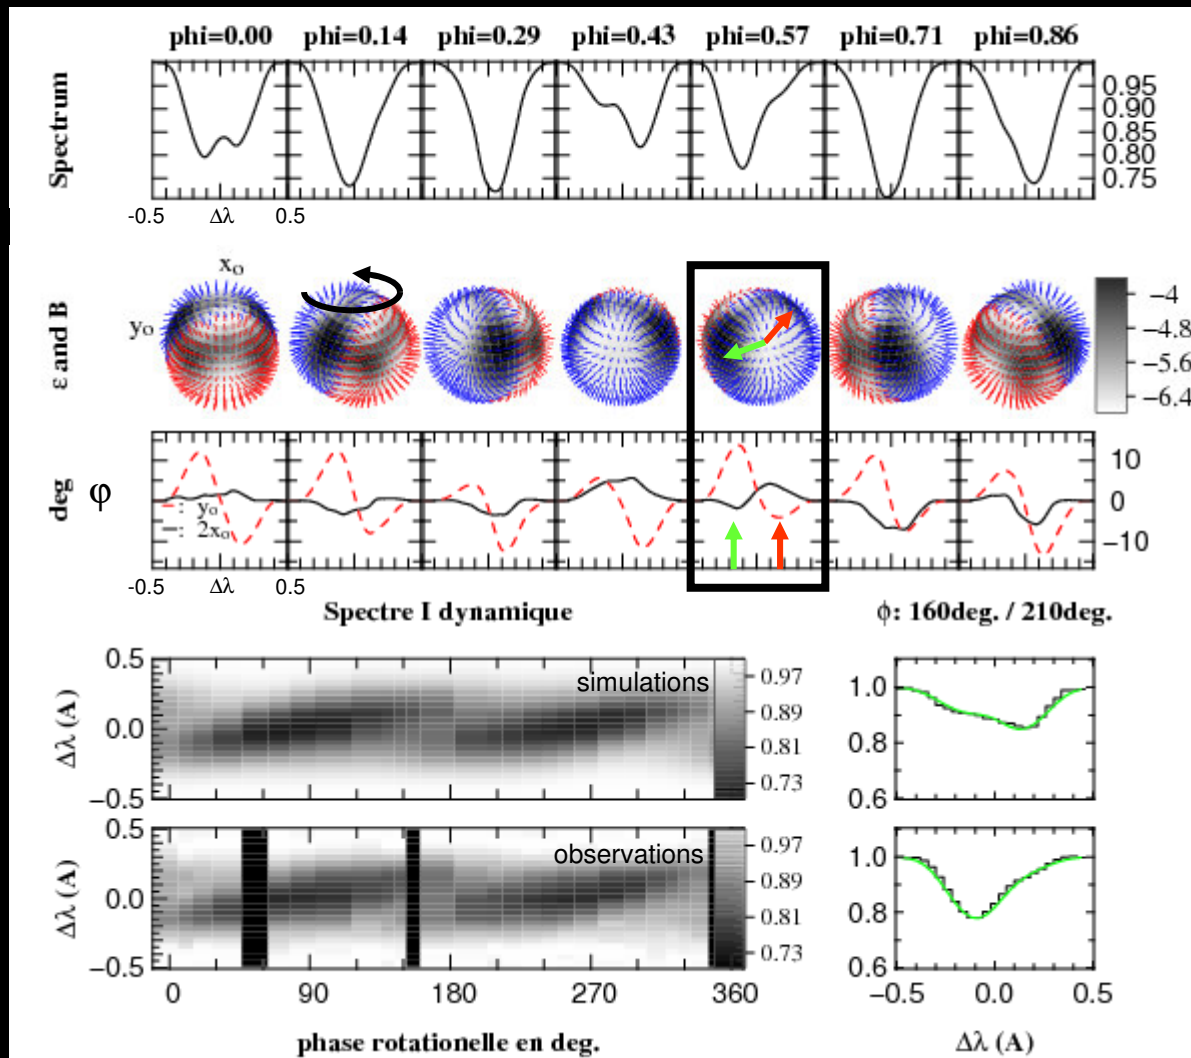 phi=0.00 phi=0.14 phi=0.29 phi=0.43 phi=0.57 phi=0.71 phi=0.86
Spectrum
0.95
0.90
0.85
0.80
0.75
-0.5 Δλ 0.5
xo
yo
ε and B
−4
−4.8
−5.6
−6.4
deg φ
yo
2xo
10
0
−10
-0.5 Δλ 0.5
Spectre I dynamique
ϕ: 160deg. / 210deg.
Δλ (A)
0.5
0.0
−0.5
simulations
0.97
0.89
0.81
0.73
1.0
0.8
0.6
Δλ (A)
0.5
0.0
−0.5
observations
0.97
0.89
0.81
0.73
1.0
0.8
0.6
0 90 180 270 360
−0.5 0.0 0.5
phase rotationelle en deg.
Δλ (A)